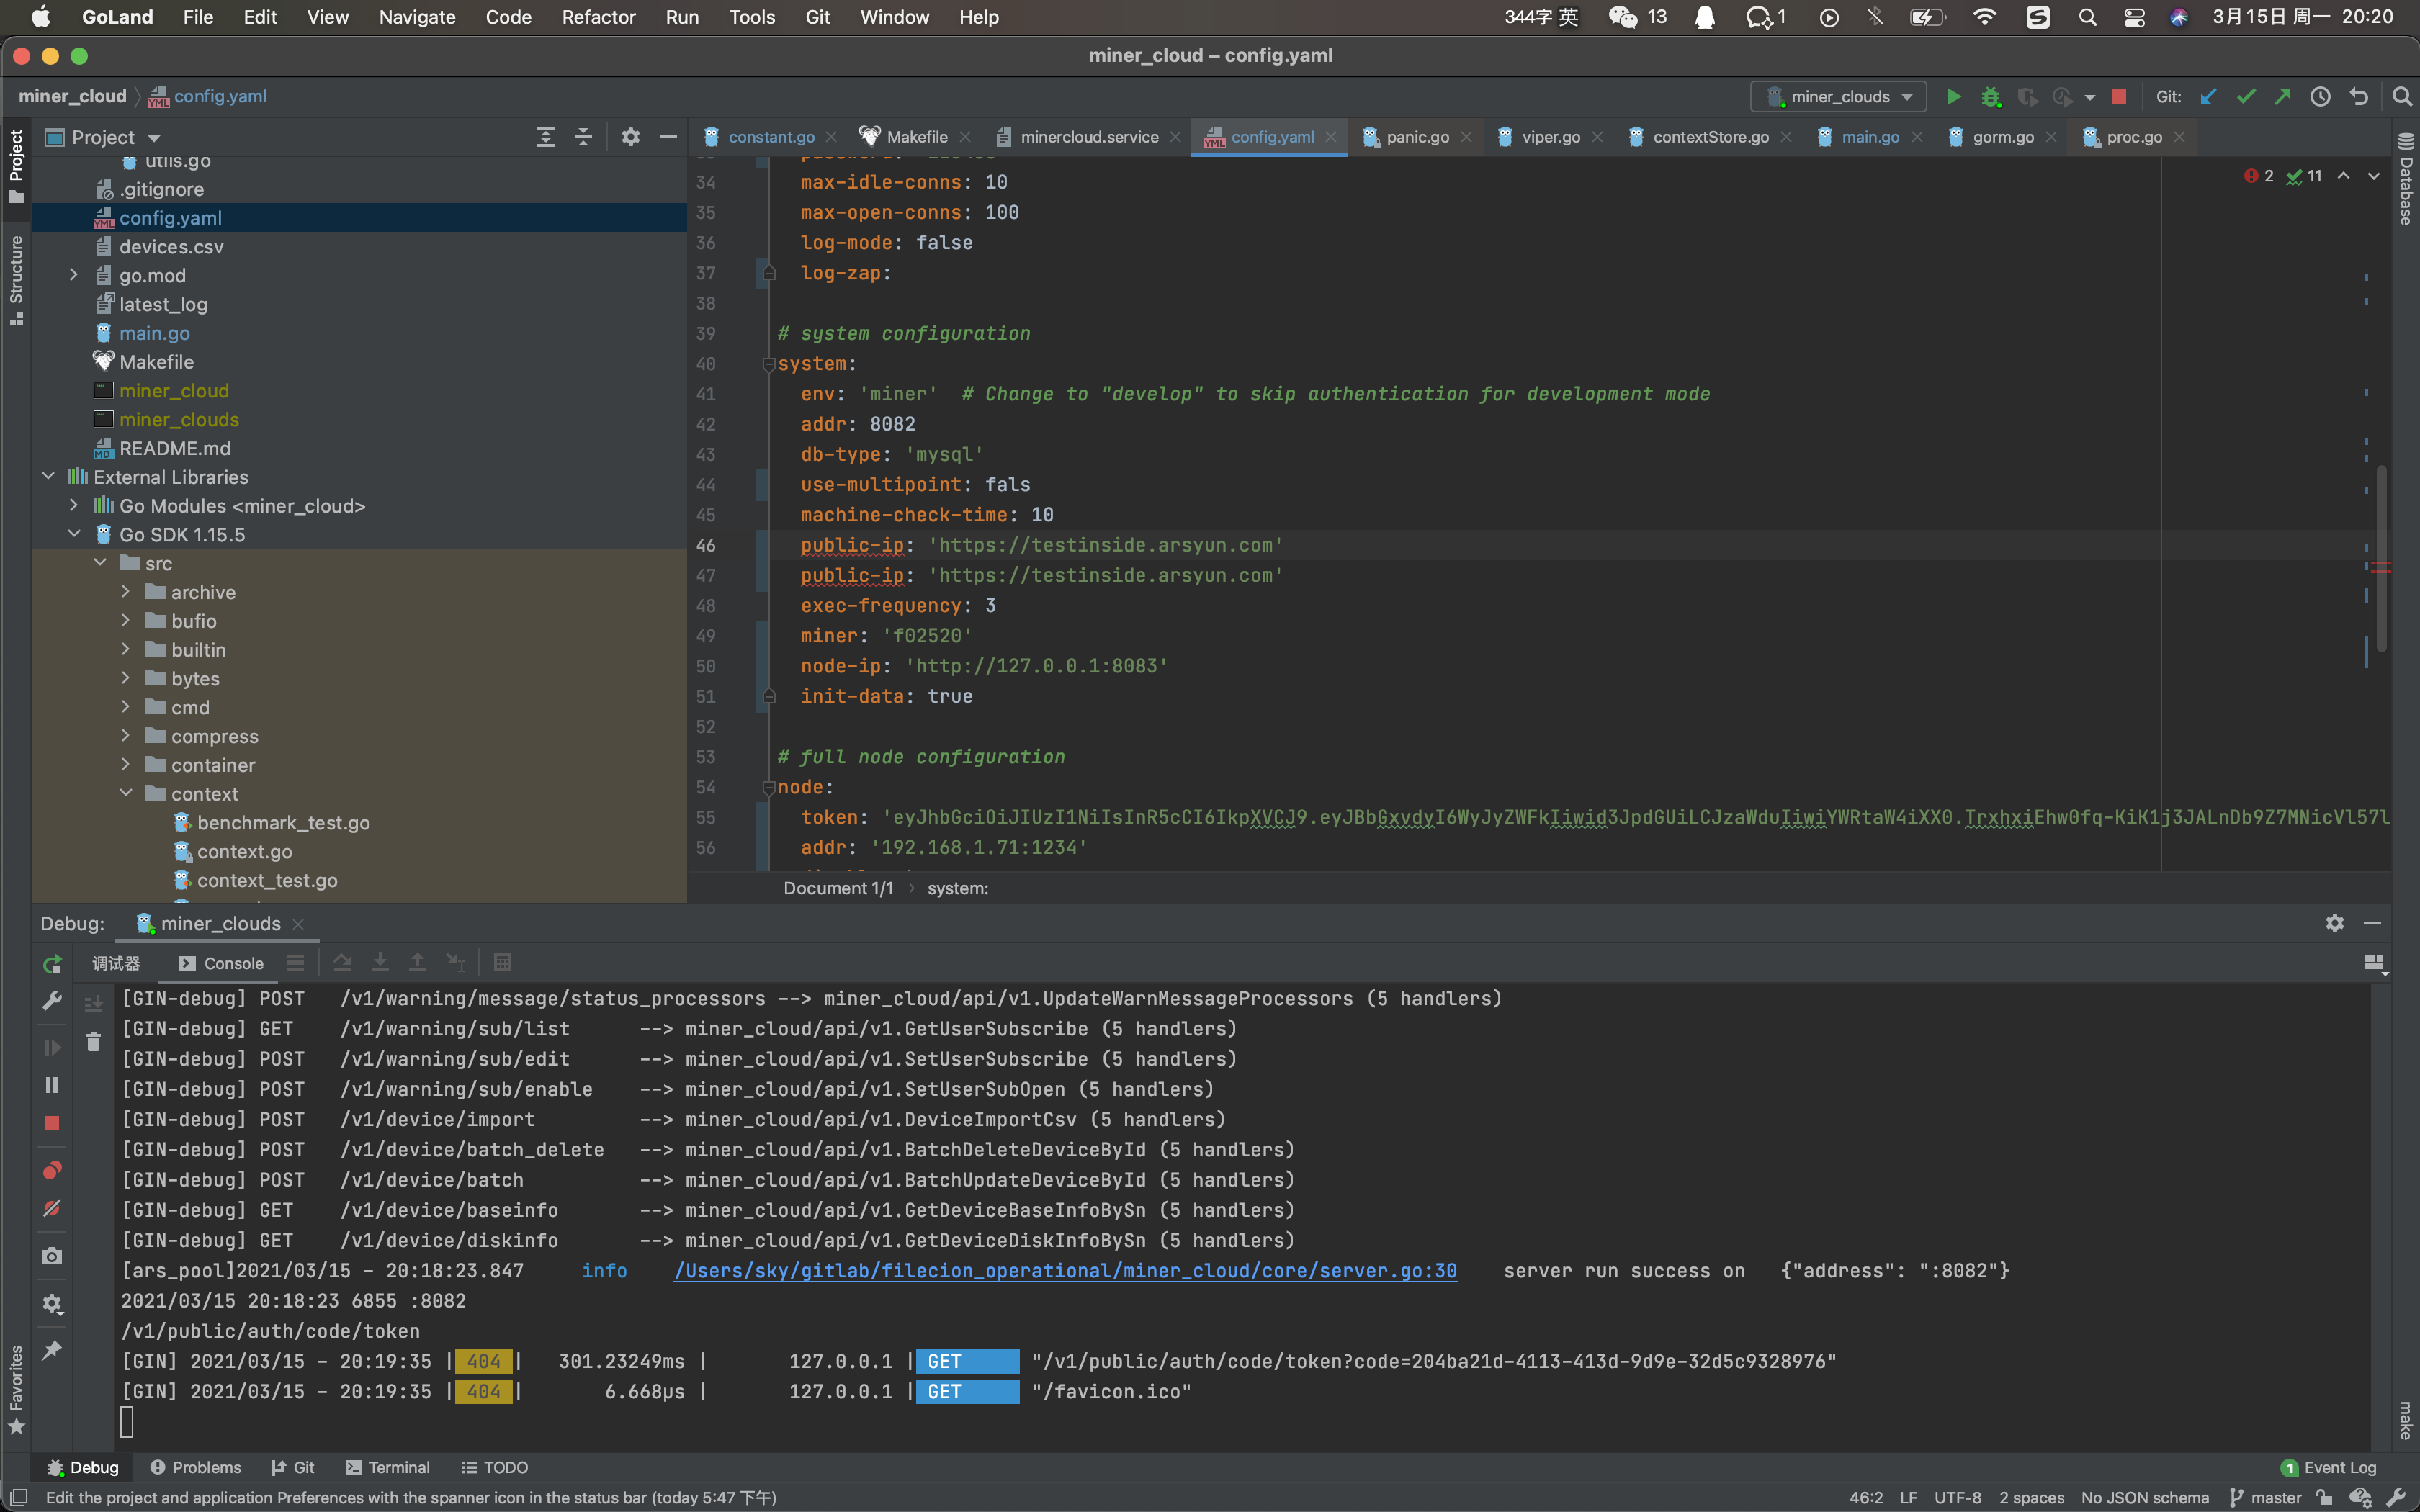 GoLand File Edit View Navigate Code Refactor Run Tools Git Window Help 344字 英 13 1 3月15日 周一 20:20
miner_cloud – config.yaml
miner_cloud config.yaml miner_clouds Git:
Project constant.go Makefile minercloud.service config.yaml panic.go viper.go contextStore.go main.go gorm.go proc.go
Project
Structure
Favorites
Database
make
utils.go
.gitignore
config.yaml
devices.csv
go.mod
latest_log
main.go
Makefile
miner_cloud
miner_clouds
README.md
External Libraries
Go Modules <miner_cloud>
Go SDK 1.15.5
src
archive
bufio
builtin
bytes
cmd
compress
container
context
benchmark_test.go
context.go
context_test.go
2 11
34 max-idle-conns: 10
35 max-open-conns: 100
36 log-mode: false
37 log-zap:
38
39 # system configuration
40 system:
41 env: 'miner' # Change to "develop" to skip authentication for development mode
42 addr: 8082
43 db-type: 'mysql'
44 use-multipoint: fals
45 machine-check-time: 10
46 public-ip: 'https://testinside.arsyun.com'
47 public-ip: 'https://testinside.arsyun.com'
48 exec-frequency: 3
49 miner: 'f02520'
50 node-ip: 'http://127.0.0.1:8083'
51 init-data: true
52
53 # full node configuration
54 node:
55 token: 'eyJhbGciOiJIUzI1NiIsInR5cCI6IkpXVCJ9.eyJBbGxvdyI6WyJyZWFkIiwid3JpdGUiLCJzaWduIiwiYWRtaW4iXX0.TrxhxiEhw0fq-KiK1j3JALnDb9Z7MNicVl57l
56 addr: '192.168.1.71:1234'
Document 1/1 › system:
Debug: miner_clouds
调试器 Console
[GIN-debug] POST /v1/warning/message/status_processors --> miner_cloud/api/v1.UpdateWarnMessageProcessors (5 handlers)
[GIN-debug] GET /v1/warning/sub/list --> miner_cloud/api/v1.GetUserSubscribe (5 handlers)
[GIN-debug] POST /v1/warning/sub/edit --> miner_cloud/api/v1.SetUserSubscribe (5 handlers)
[GIN-debug] POST /v1/warning/sub/enable --> miner_cloud/api/v1.SetUserSubOpen (5 handlers)
[GIN-debug] POST /v1/device/import --> miner_cloud/api/v1.DeviceImportCsv (5 handlers)
[GIN-debug] POST /v1/device/batch_delete --> miner_cloud/api/v1.BatchDeleteDeviceById (5 handlers)
[GIN-debug] POST /v1/device/batch --> miner_cloud/api/v1.BatchUpdateDeviceById (5 handlers)
[GIN-debug] GET /v1/device/baseinfo --> miner_cloud/api/v1.GetDeviceBaseInfoBySn (5 handlers)
[GIN-debug] GET /v1/device/diskinfo --> miner_cloud/api/v1.GetDeviceDiskInfoBySn (5 handlers)
[ars_pool]2021/03/15 - 20:18:23.847 info /Users/sky/gitlab/filecion_operational/miner_cloud/core/server.go:30 server run success on {"address": ":8082"}
2021/03/15 20:18:23 6855 :8082
/v1/public/auth/code/token
[GIN] 2021/03/15 - 20:19:35 | 404 | 301.23249ms | 127.0.0.1 | GET "/v1/public/auth/code/token?code=204ba21d-4113-413d-9d9e-32d5c9328976"
[GIN] 2021/03/15 - 20:19:35 | 404 | 6.668µs | 127.0.0.1 | GET "/favicon.ico"
Debug Problems Git Terminal TODO 1 Event Log
Edit the project and application Preferences with the spanner icon in the status bar (today 5:47 下午) 46:2 LF UTF-8 2 spaces No JSON schema master